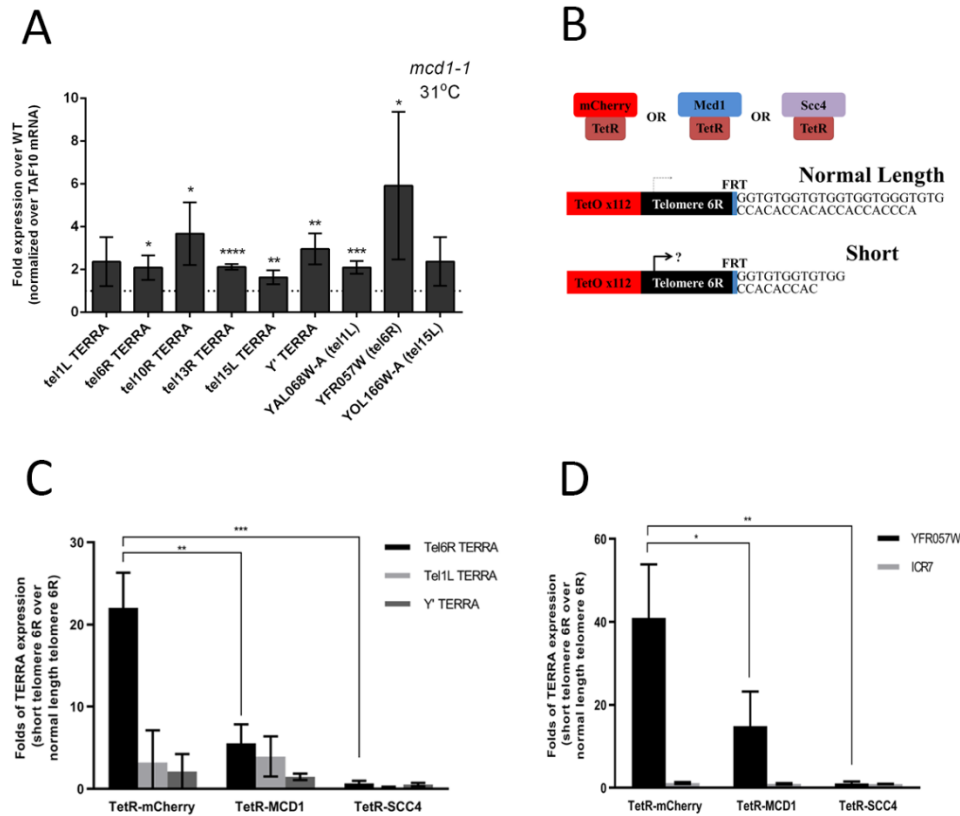 A
mcd1-1
31°C
Fold expression over WT
(normalized over TAF10 mRNA)
10
8
6
4
2
0
*
*
****
**
**
***
*
tel1L TERRA
tel6R TERRA
tel10R TERRA
tel13R TERRA
tel15L TERRA
Y' TERRA
YAL068W-A (tel1L)
YFR057W (tel6R)
YOL166W-A (tel15L)
B
mCherry
TetR
OR
Mcd1
TetR
OR
Scc4
TetR
Normal Length
FRT
TetO x112
Telomere 6R
GGTGTGGTGTGGTGGTGGGTGTG
CCACACCACACCACCACCCA
Short
?
FRT
TetO x112
Telomere 6R
GGTGTGGTGTGG
CCACACCAC
C
Folds of TERRA expression
(short telomere 6R over
normal length telomere 6R)
30
20
10
0
***
**
Tel6R TERRA
Tel1L TERRA
Y' TERRA
TetR-mCherry
TetR-MCD1
TetR-SCC4
D
Folds of TERRA expression
(short telomere 6R over
normal length telomere 6R)
60
40
20
0
**
*
YFR057W
ICR7
TetR-mCherry
TetR-MCD1
TetR-SCC4